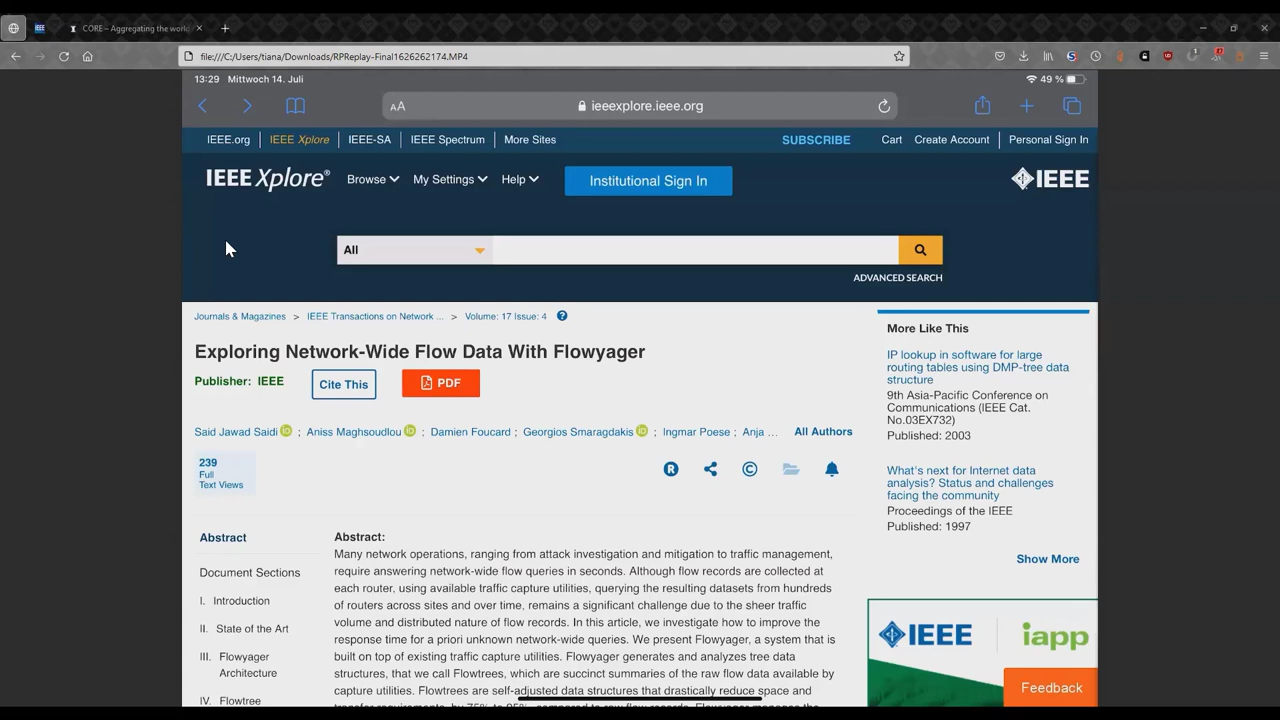 CORE – Aggregating the world
file:///C:/Users/tiana/Downloads/RPReplay-Final1626262174.MP4
13:29 Mittwoch 14. Juli
49 %
AA
ieeexplore.ieee.org
IEEE.org IEEE Xplore IEEE-SA IEEE Spectrum More Sites SUBSCRIBE Cart Create Account Personal Sign In
IEEE Xplore® Browse My Settings Help Institutional Sign In IEEE
All
ADVANCED SEARCH
Journals & Magazines > IEEE Transactions on Network ... > Volume: 17 Issue: 4
Exploring Network-Wide Flow Data With Flowyager
Publisher: IEEE Cite This PDF
Said Jawad Saidi ; Aniss Maghsoudlou ; Damien Foucard ; Georgios Smaragdakis ; Ingmar Poese ; Anja ... All Authors
239
Full
Text Views
Abstract
Document Sections
I. Introduction
II. State of the Art
III. Flowyager
Architecture
IV. Flowtree
Abstract:
Many network operations, ranging from attack investigation and mitigation to traffic management,
require answering network-wide flow queries in seconds. Although flow records are collected at
each router, using available traffic capture utilities, querying the resulting datasets from hundreds
of routers across sites and over time, remains a significant challenge due to the sheer traffic
volume and distributed nature of flow records. In this article, we investigate how to improve the
response time for a priori unknown network-wide queries. We present Flowyager, a system that is
built on top of existing traffic capture utilities. Flowyager generates and analyzes tree data
structures, that we call Flowtrees, which are succinct summaries of the raw flow data available by
capture utilities. Flowtrees are self-adjusted data structures that drastically reduce space and
More Like This
IP lookup in software for large
routing tables using DMP-tree data
structure
9th Asia-Pacific Conference on
Communications (IEEE Cat.
No.03EX732)
Published: 2003
What's next for Internet data
analysis? Status and challenges
facing the community
Proceedings of the IEEE
Published: 1997
Show More
IEEE iapp
Feedback